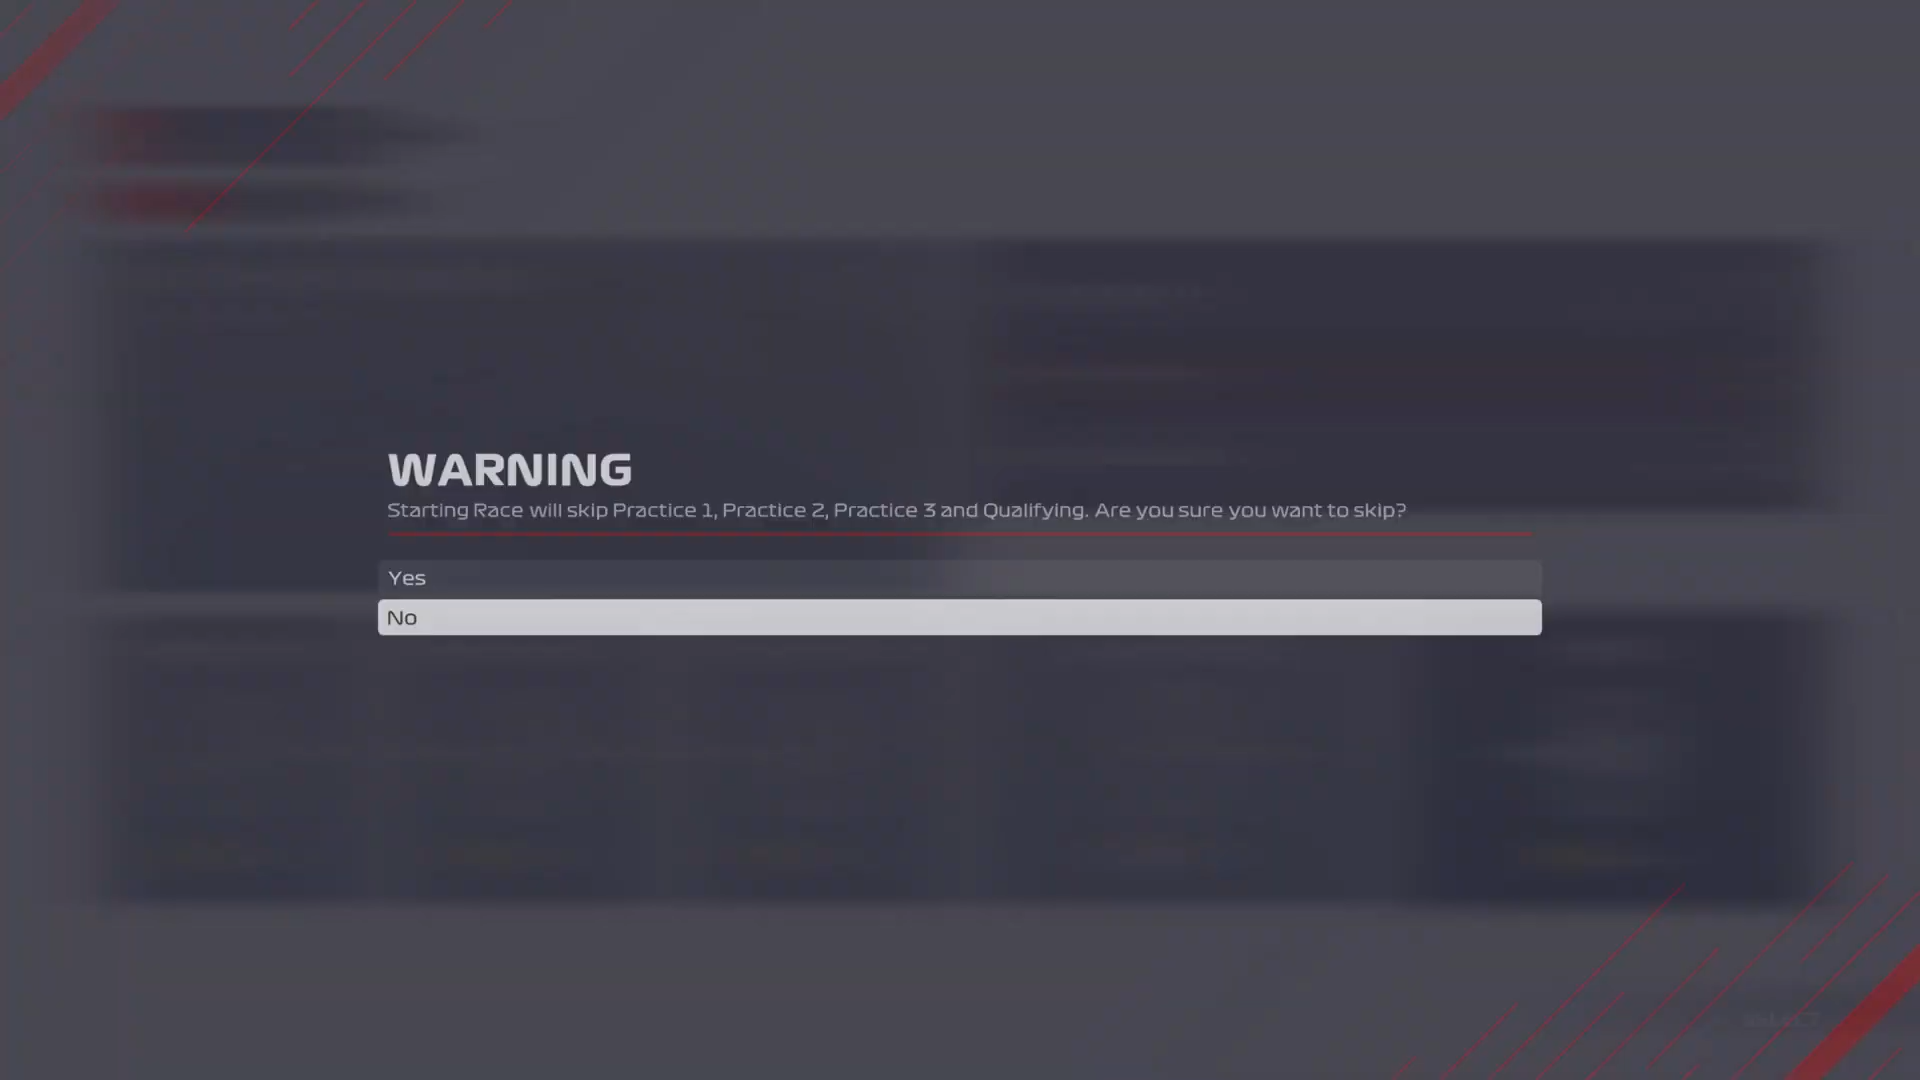 WARNING
Starting Race will skip Practice 1, Practice 2, Practice 3 and Qualifying. Are you sure you want to skip?
Yes
No